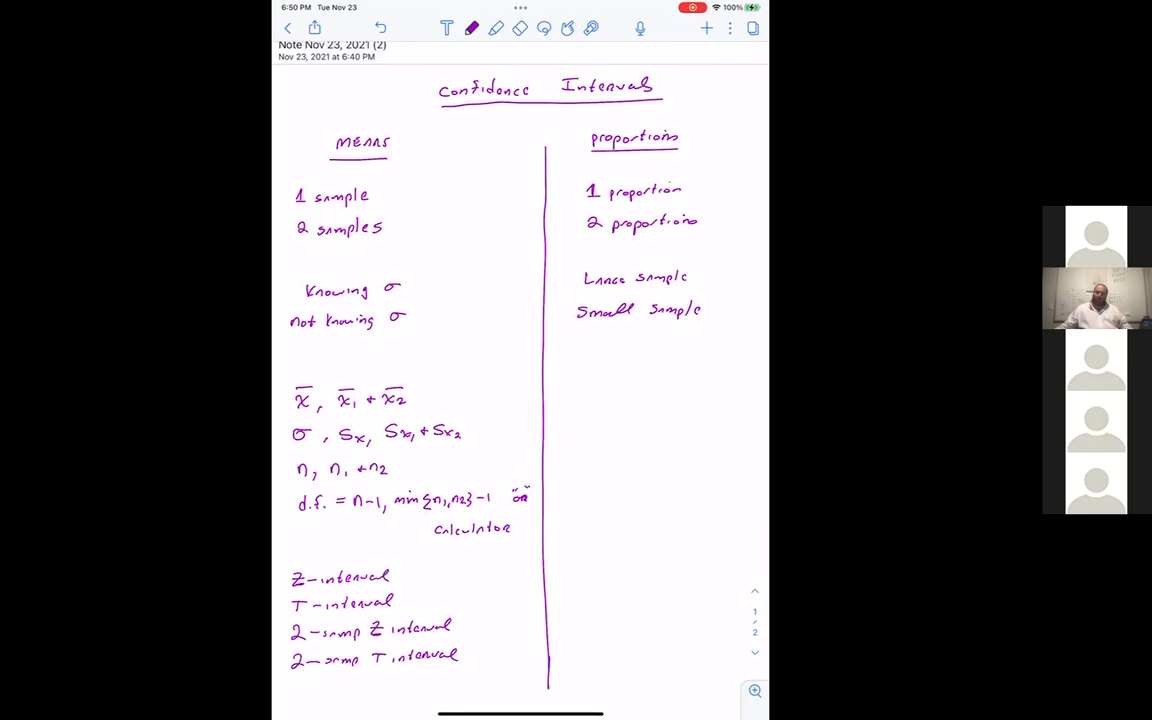 6:50 PM Tue Nov 23
100%
Note Nov 23, 2021 (2)
Nov 23, 2021 at 6:40 PM
Confidence Intervals
MEANS
1 sample
2 samples
Knowing σ
not knowing σ
x̄, x̄₁ + x̄₂
σ, Sx, Sx₁ + Sx₂
n, n₁ + n₂
d.f. = n-1, min{n₁,n₂}-1 "OR"
calculator
Z-interval
T-interval
2-samp Z interval
2-samp T interval
proportions
1 proportion
2 proportions
Large sample
Small sample
1
2